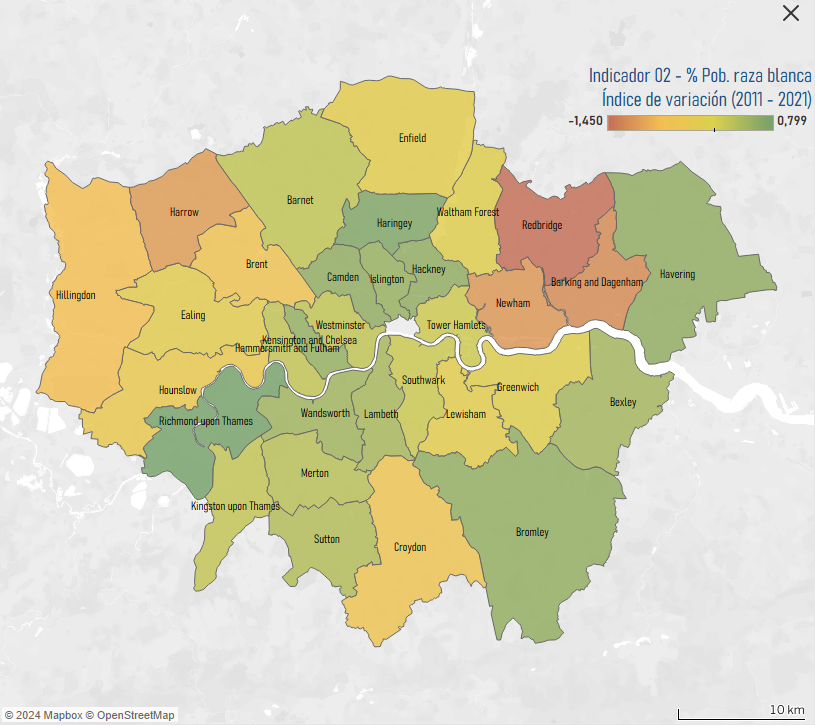 Indicador 02 - % Pob. raza blanca
Índice de variación (2011 - 2021)
-1,450 0,799
Enfield
Barnet
Harrow
Waltham Forest
Haringey
Redbridge
Brent
Hackney
Camden
Islington
Havering
Barking and Dagenham
Hillingdon
Newham
Ealing
Westminster
Tower Hamlets
Kensington and Chelsea
Hammersmith and Fulham
Southwark
Greenwich
Hounslow
Bexley
Wandsworth
Lambeth
Lewisham
Richmond upon Thames
Merton
Kingston upon Thames
Bromley
Sutton
Croydon
10 km
© 2024 Mapbox © OpenStreetMap